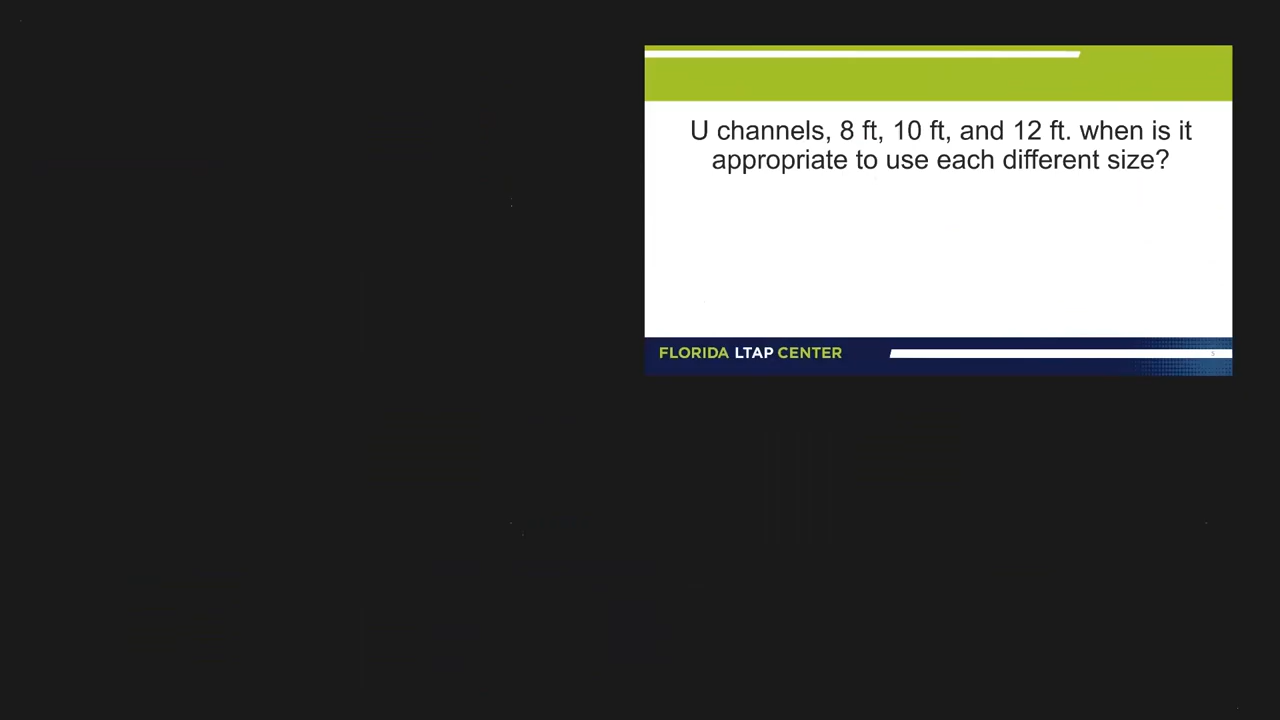 U channels, 8 ft, 10 ft, and 12 ft. when is it
appropriate to use each different size?
FLORIDA LTAP CENTER
5